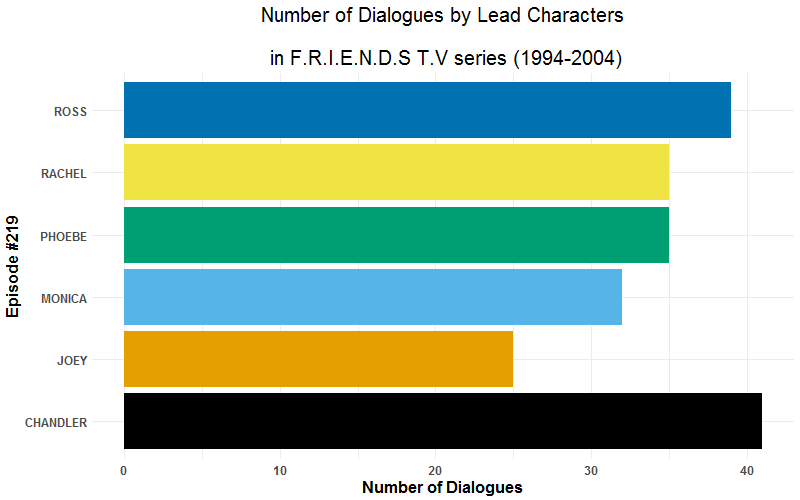 Number of Dialogues by Lead Characters
in F.R.I.E.N.D.S T.V series (1994-2004)
Episode #219
ROSS
RACHEL
PHOEBE
MONICA
JOEY
CHANDLER
0 10 20 30 40
Number of Dialogues